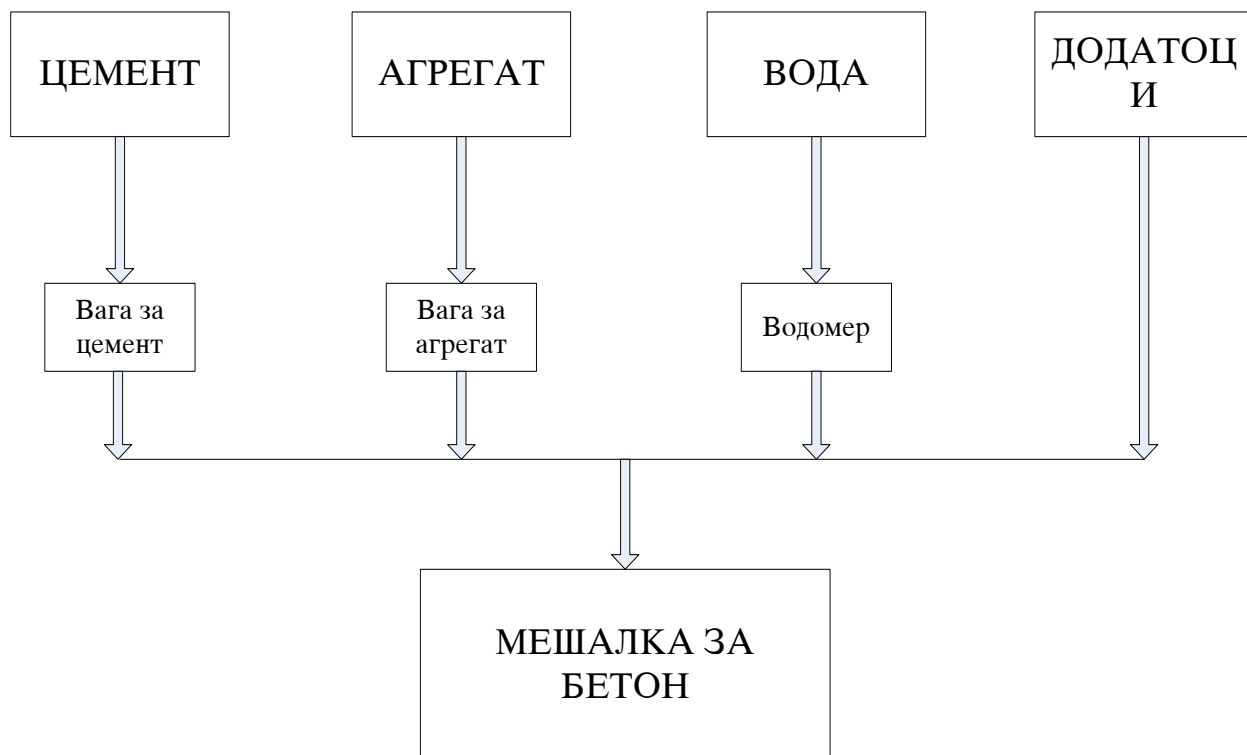 ЦЕМЕНТ
АГРЕГАТ
ВОДА
ДОДАТОЦ
И
Вага за
цемент
Вага за
агрегат
Водомер
МЕШАЛКА ЗА
БЕТОН